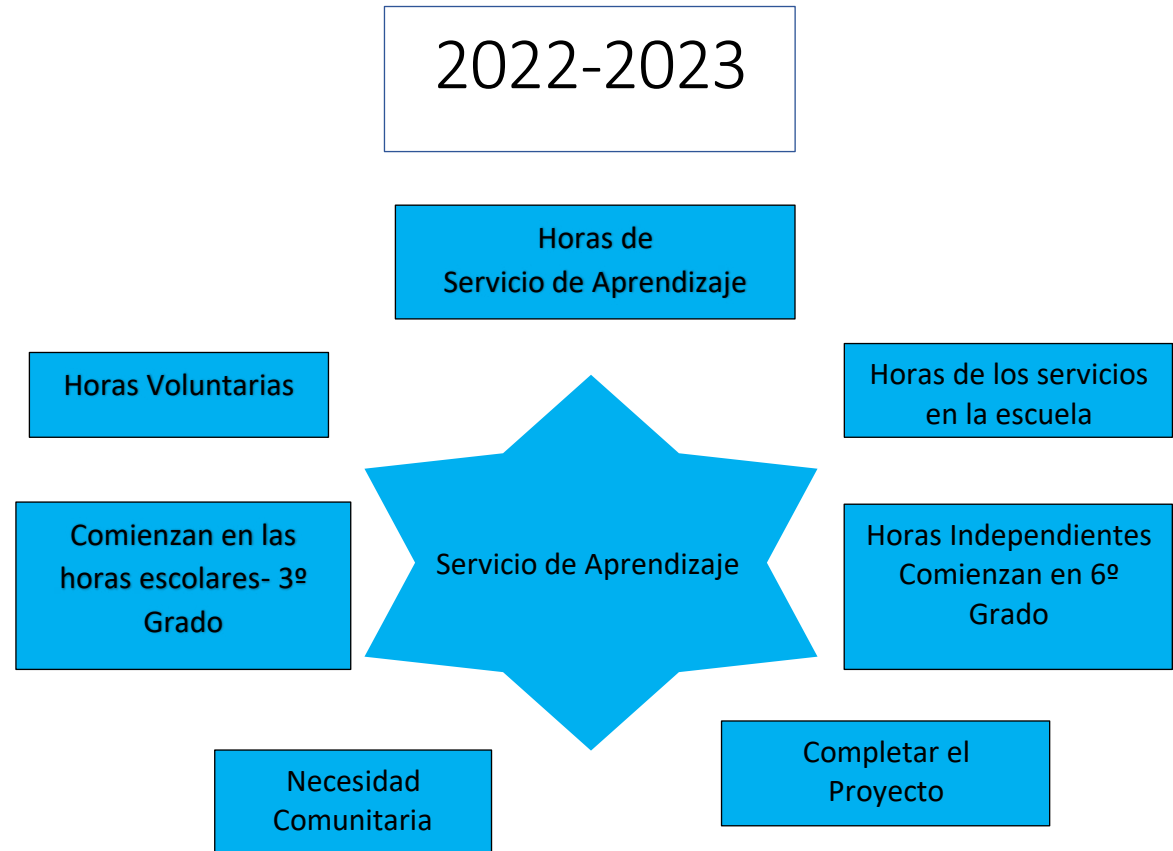 2022-2023
Horas de
Servicio de Aprendizaje
Horas Voluntarias
Horas de los servicios
en la escuela
Comienzan en las
horas escolares- 3º
Grado
Servicio de Aprendizaje
Horas Independientes
Comienzan en 6º
Grado
Necesidad
Comunitaria
Completar el
Proyecto